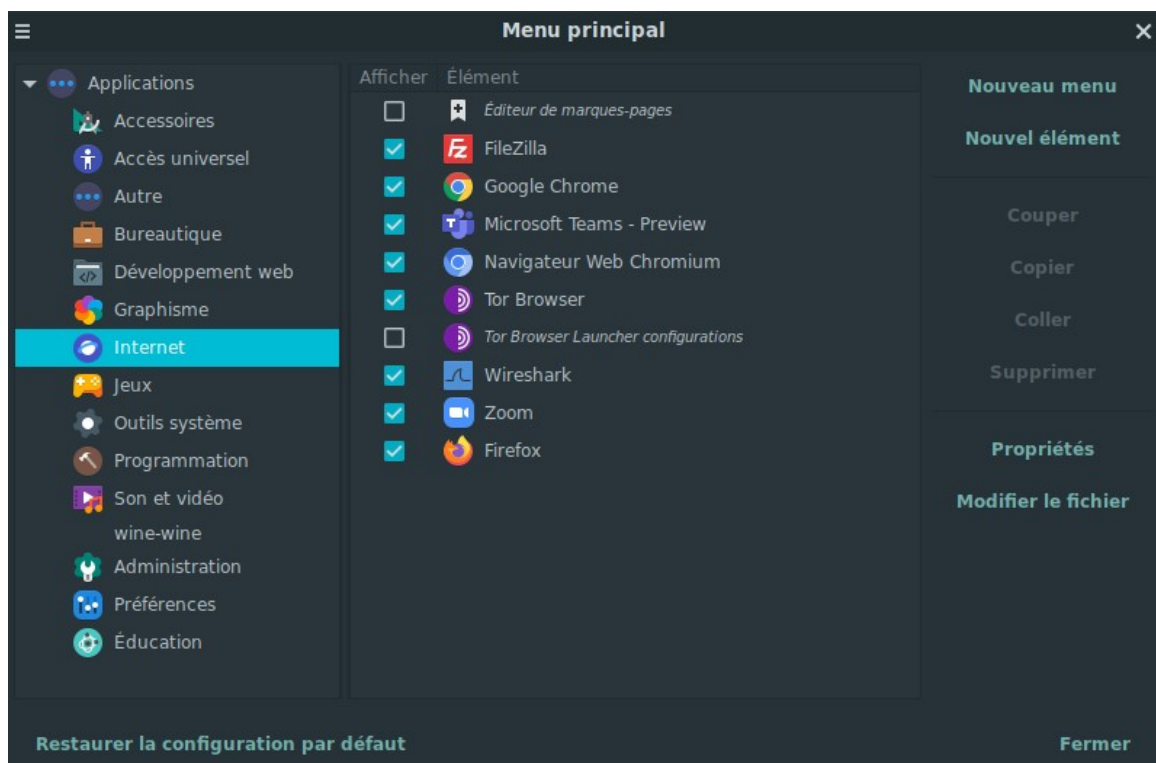 Menu principal
Applications
Accessoires
Accès universel
Autre
Bureautique
Développement web
Graphisme
Internet
Jeux
Outils système
Programmation
Son et vidéo
wine-wine
Administration
Préférences
Éducation
Afficher Élément
Éditeur de marques-pages
FileZilla
Google Chrome
Microsoft Teams - Preview
Navigateur Web Chromium
Tor Browser
Tor Browser Launcher configurations
Wireshark
Zoom
Firefox
Nouveau menu
Nouvel élément
Couper
Copier
Coller
Supprimer
Propriétés
Modifier le fichier
Restaurer la configuration par défaut
Fermer